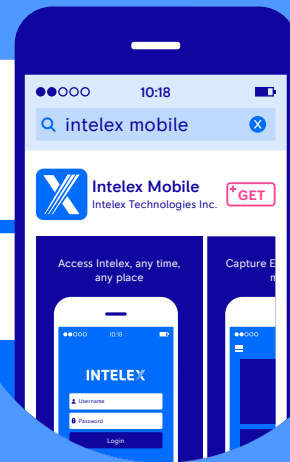 10:18
intelex mobile
X
Intelex Mobile
Intelex Technologies Inc.
+GET
Access Intelex, any time,
any place
Capture E
m
10:18
INTELEX
Username
Password
Login